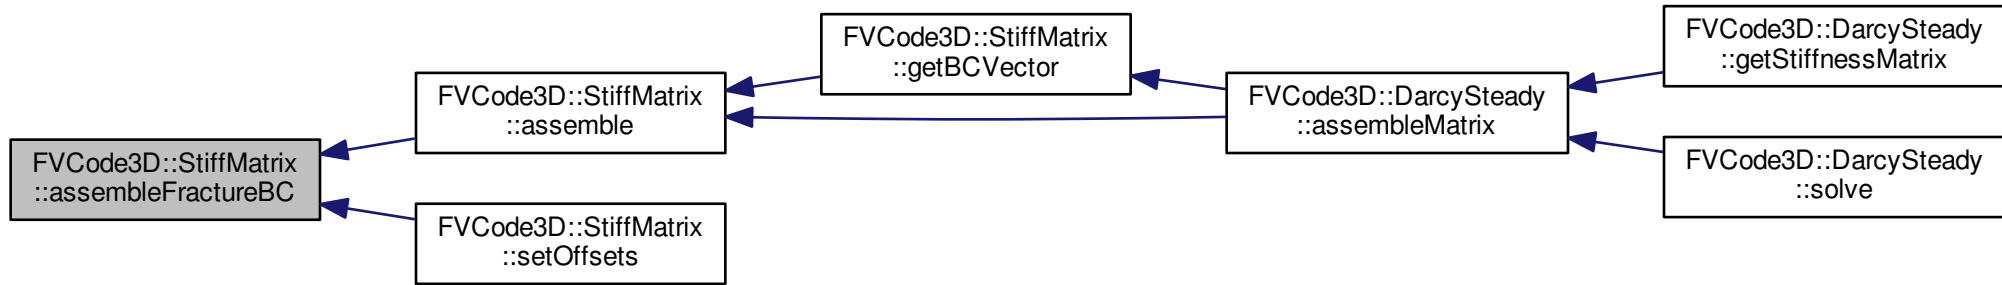 FVCode3D::StiffMatrix
::assembleFractureBC
FVCode3D::StiffMatrix
::assemble
FVCode3D::StiffMatrix
::setOffsets
FVCode3D::StiffMatrix
::getBCVector
FVCode3D::DarcySteady
::assembleMatrix
FVCode3D::DarcySteady
::getStiffnessMatrix
FVCode3D::DarcySteady
::solve